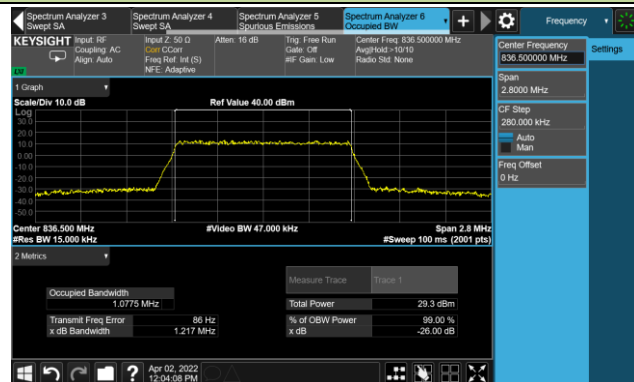 Spectrum Analyzer 3
Swept SA
Spectrum Analyzer 4
Swept SA
Spectrum Analyzer 5
Spurious Emissions
Spectrum Analyzer 6
Occupied BW
Frequency
KEYSIGHT
Input: RF
Coupling: AC
Align: Auto
Input Z: 50 Ω
Corr CCorr
Freq Ref: Int (S)
NFE: Adaptive
Atten: 16 dB
Trig: Free Run
Gate: Off
#IF Gain: Low
Center Freq: 836.500000 MHz
Avg|Hold:>10/10
Radio Std: None
Center Frequency
836.500000 MHz
Settings
Span
2.8000 MHz
CF Step
280.000 kHz
Auto
Man
Freq Offset
0 Hz
1 Graph
Scale/Div 10.0 dB
Ref Value 40.00 dBm
Log
30.0
20.0
10.0
0.00
-10.0
-20.0
-30.0
-40.0
-50.0
Center 836.500 MHz
#Video BW 47.000 kHz
Span 2.8 MHz
#Res BW 15.000 kHz
#Sweep 100 ms (2001 pts)
2 Metrics
Measure Trace
Trace 1
Occupied Bandwidth
1.0775 MHz
Total Power
29.3 dBm
Transmit Freq Error
86 Hz
% of OBW Power
99.00 %
x dB Bandwidth
1.217 MHz
x dB
-26.00 dB
?
Apr 02, 2022
12:04:08 PM